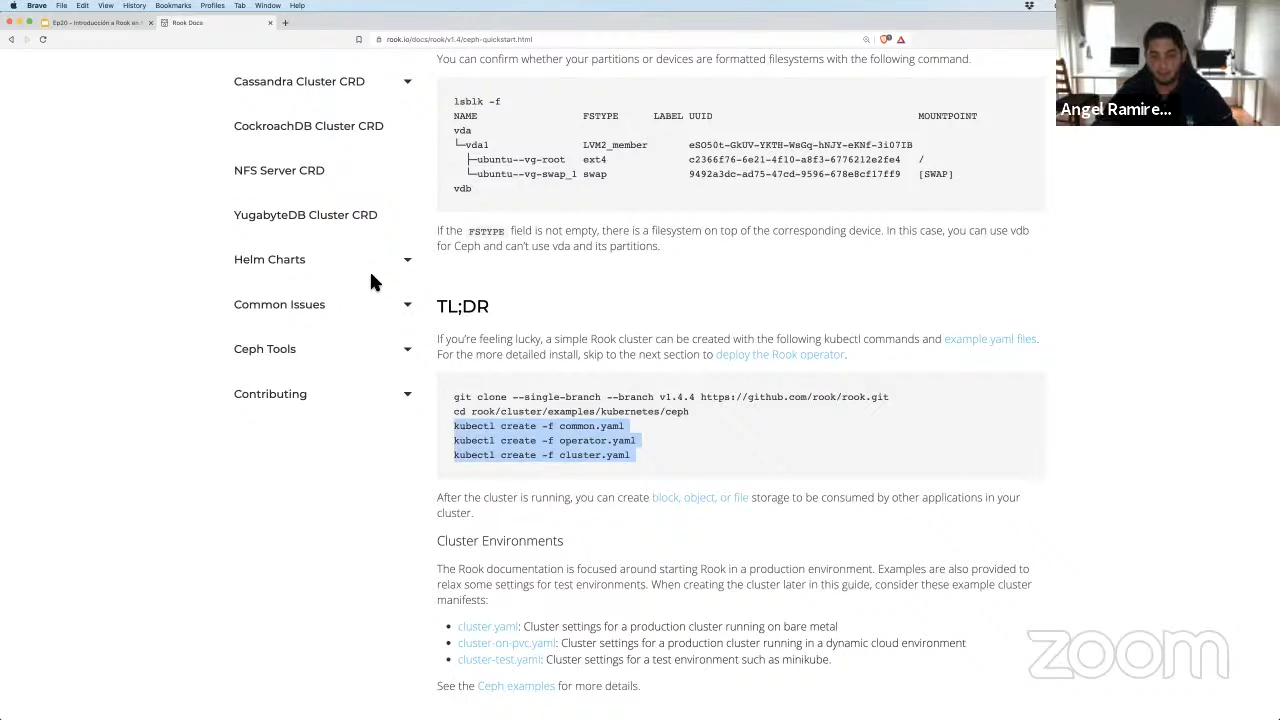 Brave File Edit View History Bookmarks Profiles Tab Window Help
Ep20 - Introducción a Rook en
Rook Docs
rook.io/docs/rook/v1.4/ceph-quickstart.html
Angel Ramire...
Cassandra Cluster CRD
CockroachDB Cluster CRD
NFS Server CRD
YugabyteDB Cluster CRD
Helm Charts
Common Issues
Ceph Tools
Contributing
You can confirm whether your partitions or devices are formatted filesystems with the following command.
lsblk -f
NAME FSTYPE LABEL UUID MOUNTPOINT
vda
└─vda1 LVM2_member eSO50t-GkUV-YKTH-WsGq-hNJY-eKNf-3i07IB
├─ubuntu--vg-root ext4 c2366f76-6e21-4f10-a8f3-6776212e2fe4 /
└─ubuntu--vg-swap_1 swap 9492a3dc-ad75-47cd-9596-678e8cf17ff9 [SWAP]
vdb
If the FSTYPE field is not empty, there is a filesystem on top of the corresponding device. In this case, you can use vdb
for Ceph and can't use vda and its partitions.
TL;DR
If you're feeling lucky, a simple Rook cluster can be created with the following kubectl commands and example yaml files.
For the more detailed install, skip to the next section to deploy the Rook operator.
git clone --single-branch --branch v1.4.4 https://github.com/rook/rook.git
cd rook/cluster/examples/kubernetes/ceph
kubectl create -f common.yaml
kubectl create -f operator.yaml
kubectl create -f cluster.yaml
After the cluster is running, you can create block, object, or file storage to be consumed by other applications in your
cluster.
Cluster Environments
The Rook documentation is focused around starting Rook in a production environment. Examples are also provided to
relax some settings for test environments. When creating the cluster later in this guide, consider these example cluster
manifests:
• cluster.yaml: Cluster settings for a production cluster running on bare metal
• cluster-on-pvc.yaml: Cluster settings for a production cluster running in a dynamic cloud environment
• cluster-test.yaml: Cluster settings for a test environment such as minikube.
See the Ceph examples for more details.
zoom